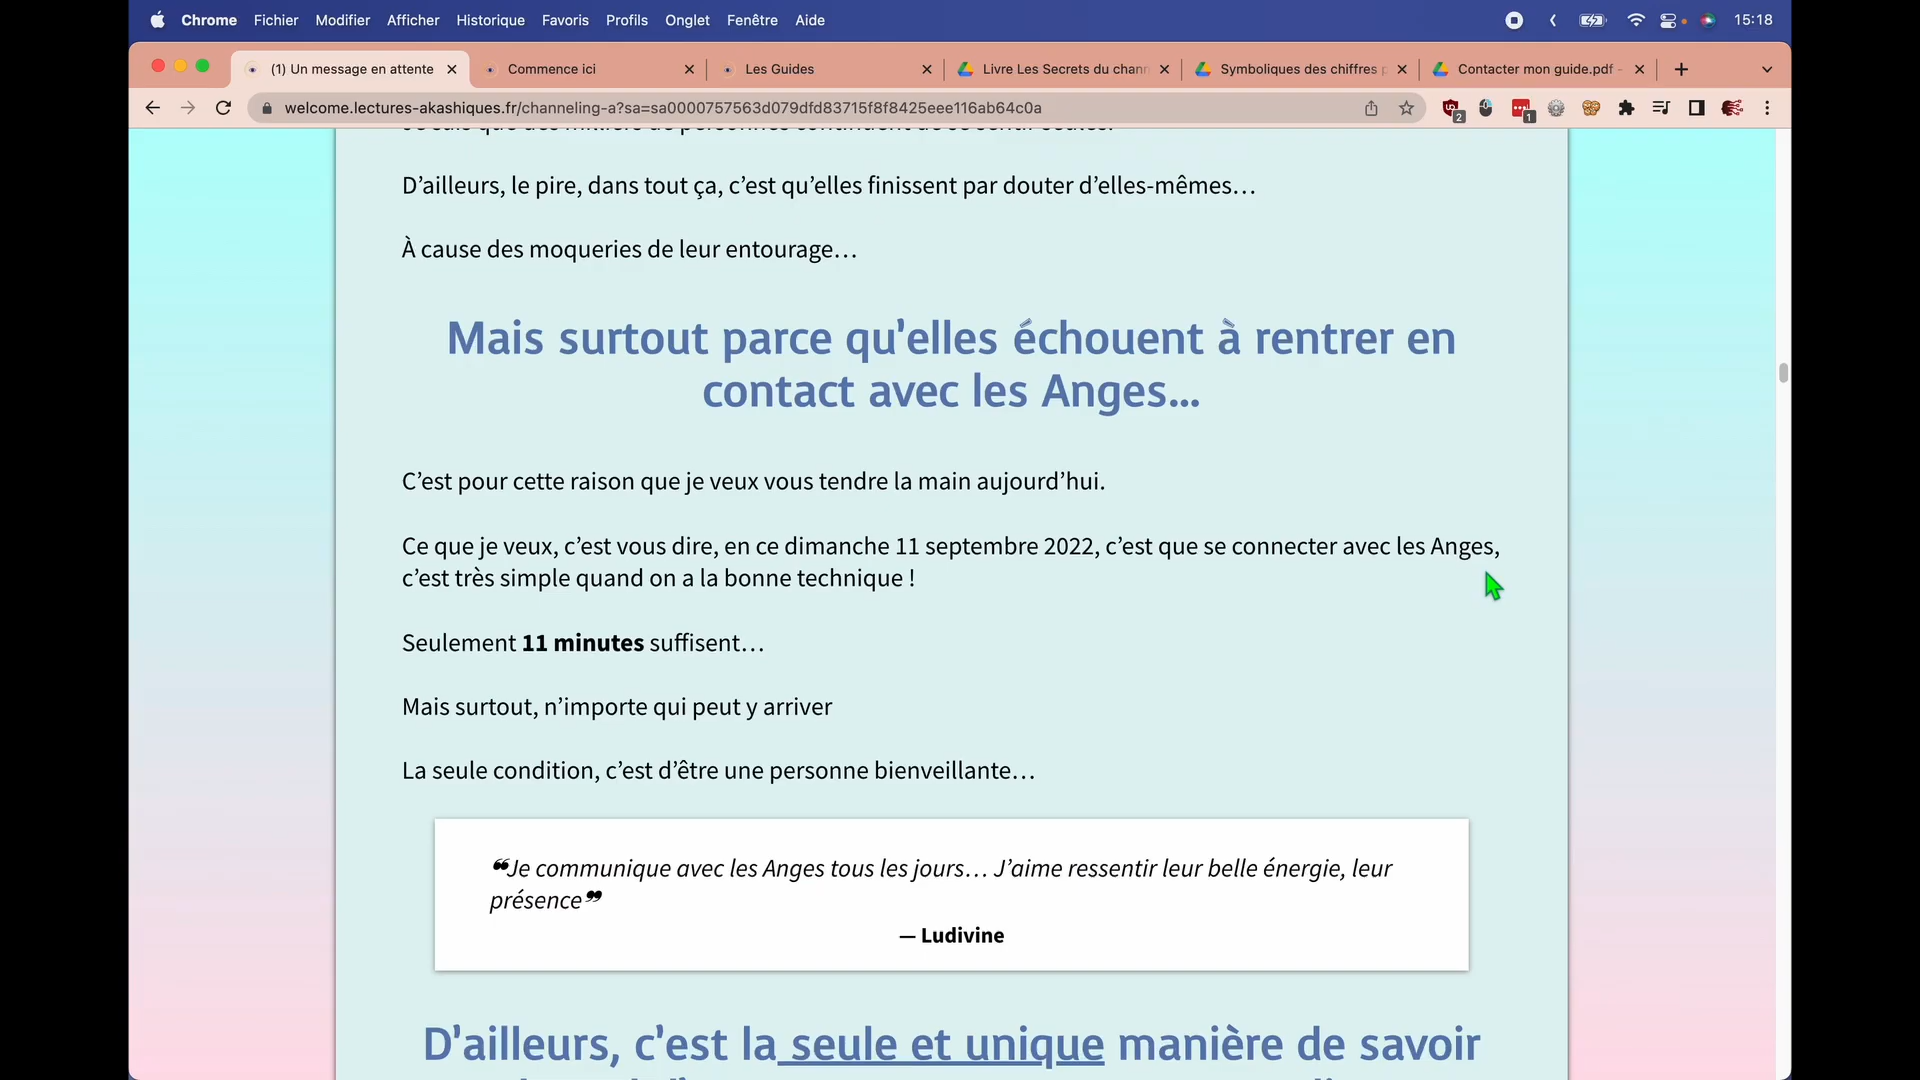 Chrome Fichier Modifier Afficher Historique Favoris Profils Onglet Fenêtre Aide 15:18
(1) Un message en attente Commence ici Les Guides Livre Les Secrets du chann Symboliques des chiffres p Contacter mon guide.pdf -
welcome.lectures-akashiques.fr/channeling-a?sa=sa0000757563d079dfd83715f8f8425eee116ab64c0a 2 1
D’ailleurs, le pire, dans tout ça, c’est qu’elles finissent par douter d’elles-mêmes…
À cause des moqueries de leur entourage…
Mais surtout parce qu'elles échouent à rentrer en
contact avec les Anges…
C’est pour cette raison que je veux vous tendre la main aujourd’hui.
Ce que je veux, c’est vous dire, en ce dimanche 11 septembre 2022, c’est que se connecter avec les Anges,
c’est très simple quand on a la bonne technique !
Seulement 11 minutes suffisent…
Mais surtout, n’importe qui peut y arriver
La seule condition, c’est d’être une personne bienveillante…
❝Je communique avec les Anges tous les jours… J’aime ressentir leur belle énergie, leur
présence❞
— Ludivine
D'ailleurs, c'est la seule et unique manière de savoir